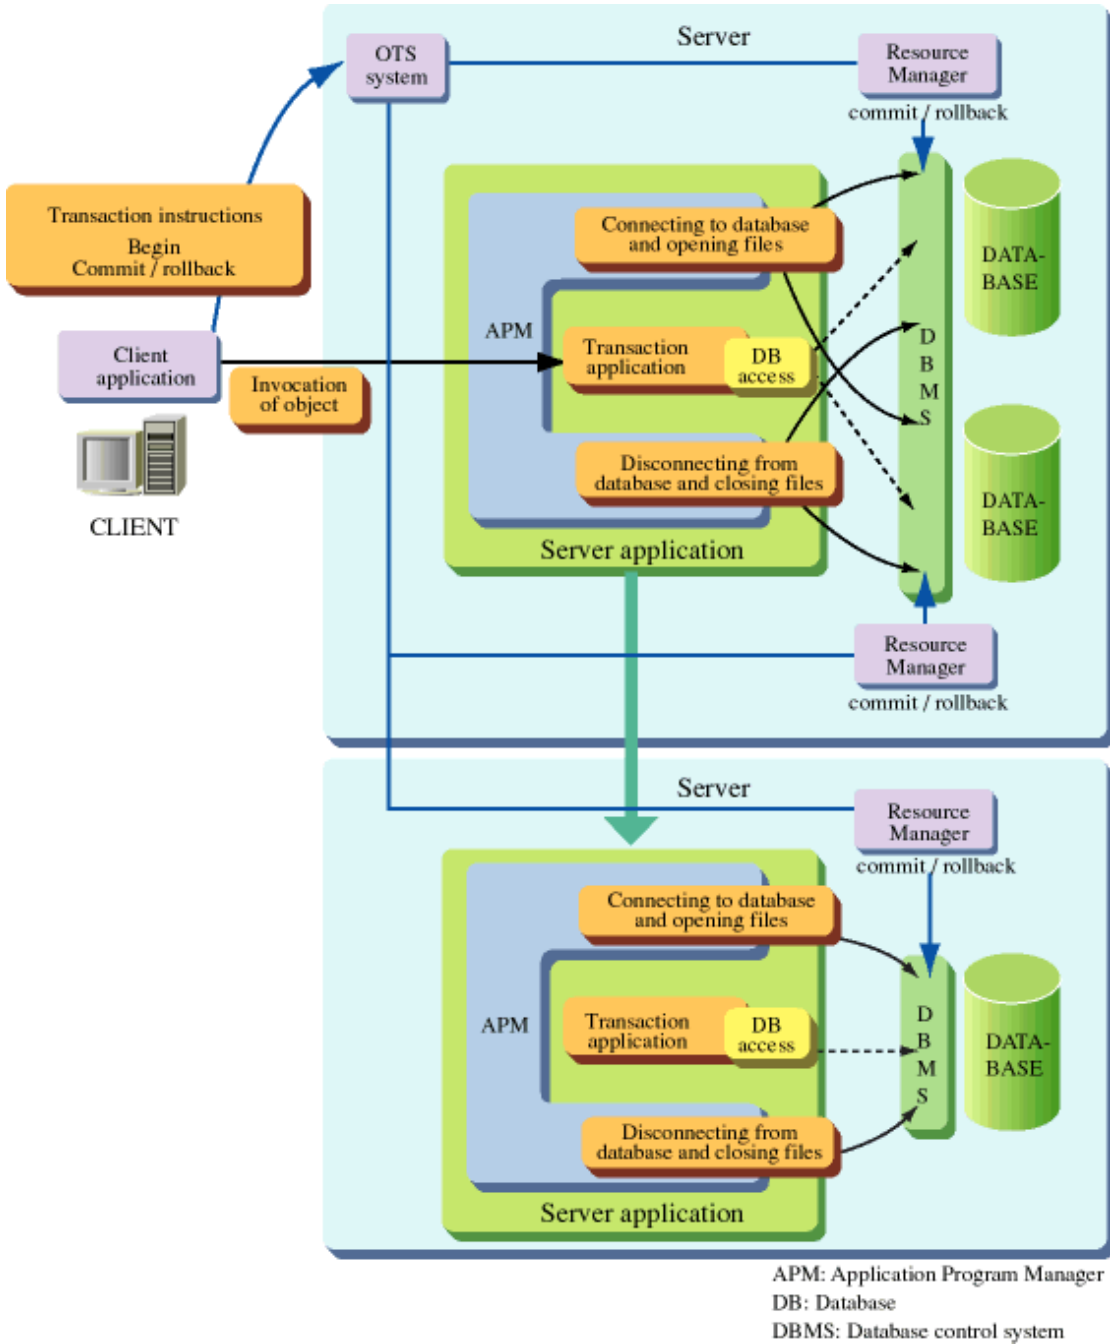 Server
OTS
system
Resource
Manager
commit / rollback
Transaction instructions
Begin
Commit / rollback
Connecting to database
and opening files
DATA-
BASE
APM
Client
application
Transaction
application
DB
access
D
B
M
S
Invocation
of object
Disconnecting from
database and closing files
DATA-
BASE
CLIENT
Server application
Resource
Manager
commit / rollback
Server
Resource
Manager
commit / rollback
Connecting to database
and opening files
APM
Transaction
application
DB
access
D
B
M
S
DATA-
BASE
Disconnecting from
database and closing files
Server application
APM: Application Program Manager
DB: Database
DBMS: Database control system